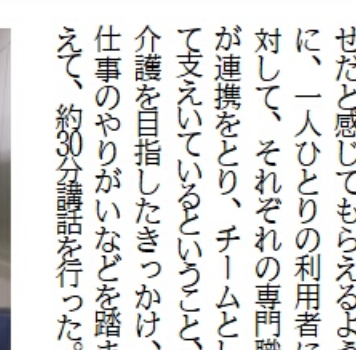 せだと感じてもらえるよう
に、一人ひとりの利用者に
対して、それぞれの専門職
が連携をとり、チームとし
て支えいているということ、
介護を目指したきっかけ、
仕事のやりがいなどを踏ま
えて、約30分講話を行った。